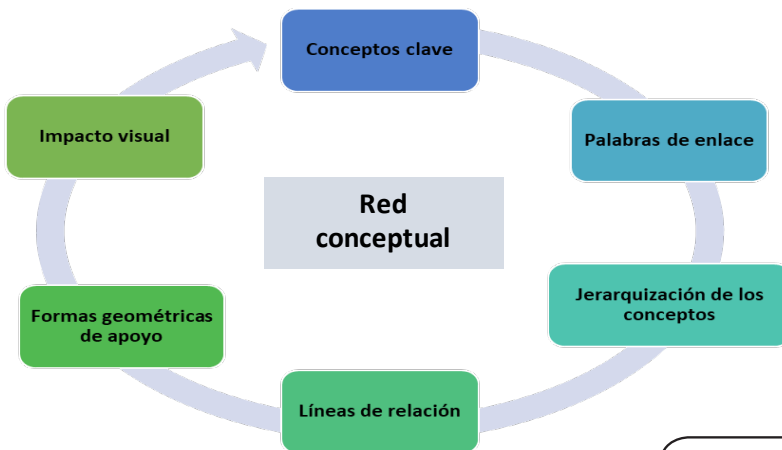 Conceptos clave
Palabras de enlace
Jerarquización de los
conceptos
Líneas de relación
Formas geométricas
de apoyo
Impacto visual
Red
conceptual